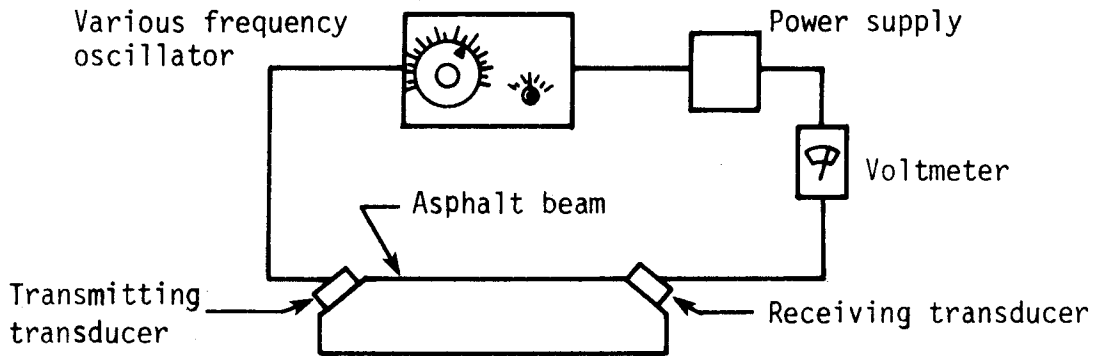 Various frequency
oscillator
Power supply
Voltmeter
Asphalt beam
Transmitting
transducer
Receiving transducer